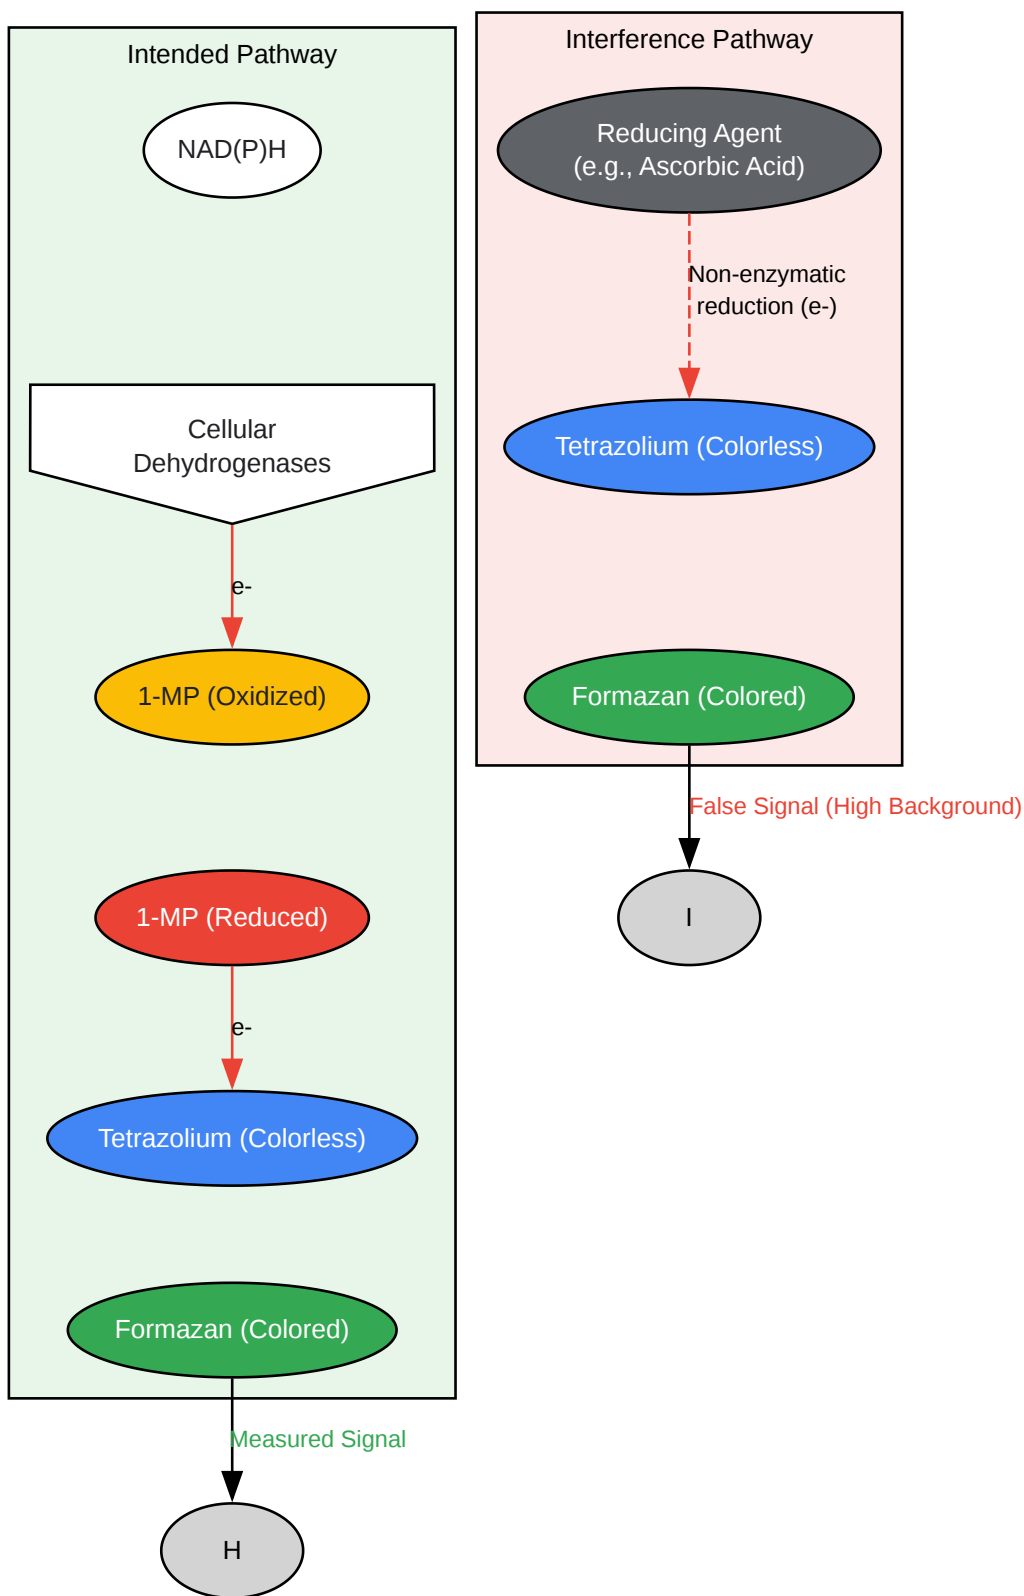 Intended Pathway
NAD(P)H
Cellular
Dehydrogenases
e-
1-MP (Oxidized)
1-MP (Reduced)
e-
Tetrazolium (Colorless)
Formazan (Colored)
Measured Signal
H
Interference Pathway
Reducing Agent
(e.g., Ascorbic Acid)
Non-enzymatic
reduction (e-)
Tetrazolium (Colorless)
Formazan (Colored)
False Signal (High Background)
I